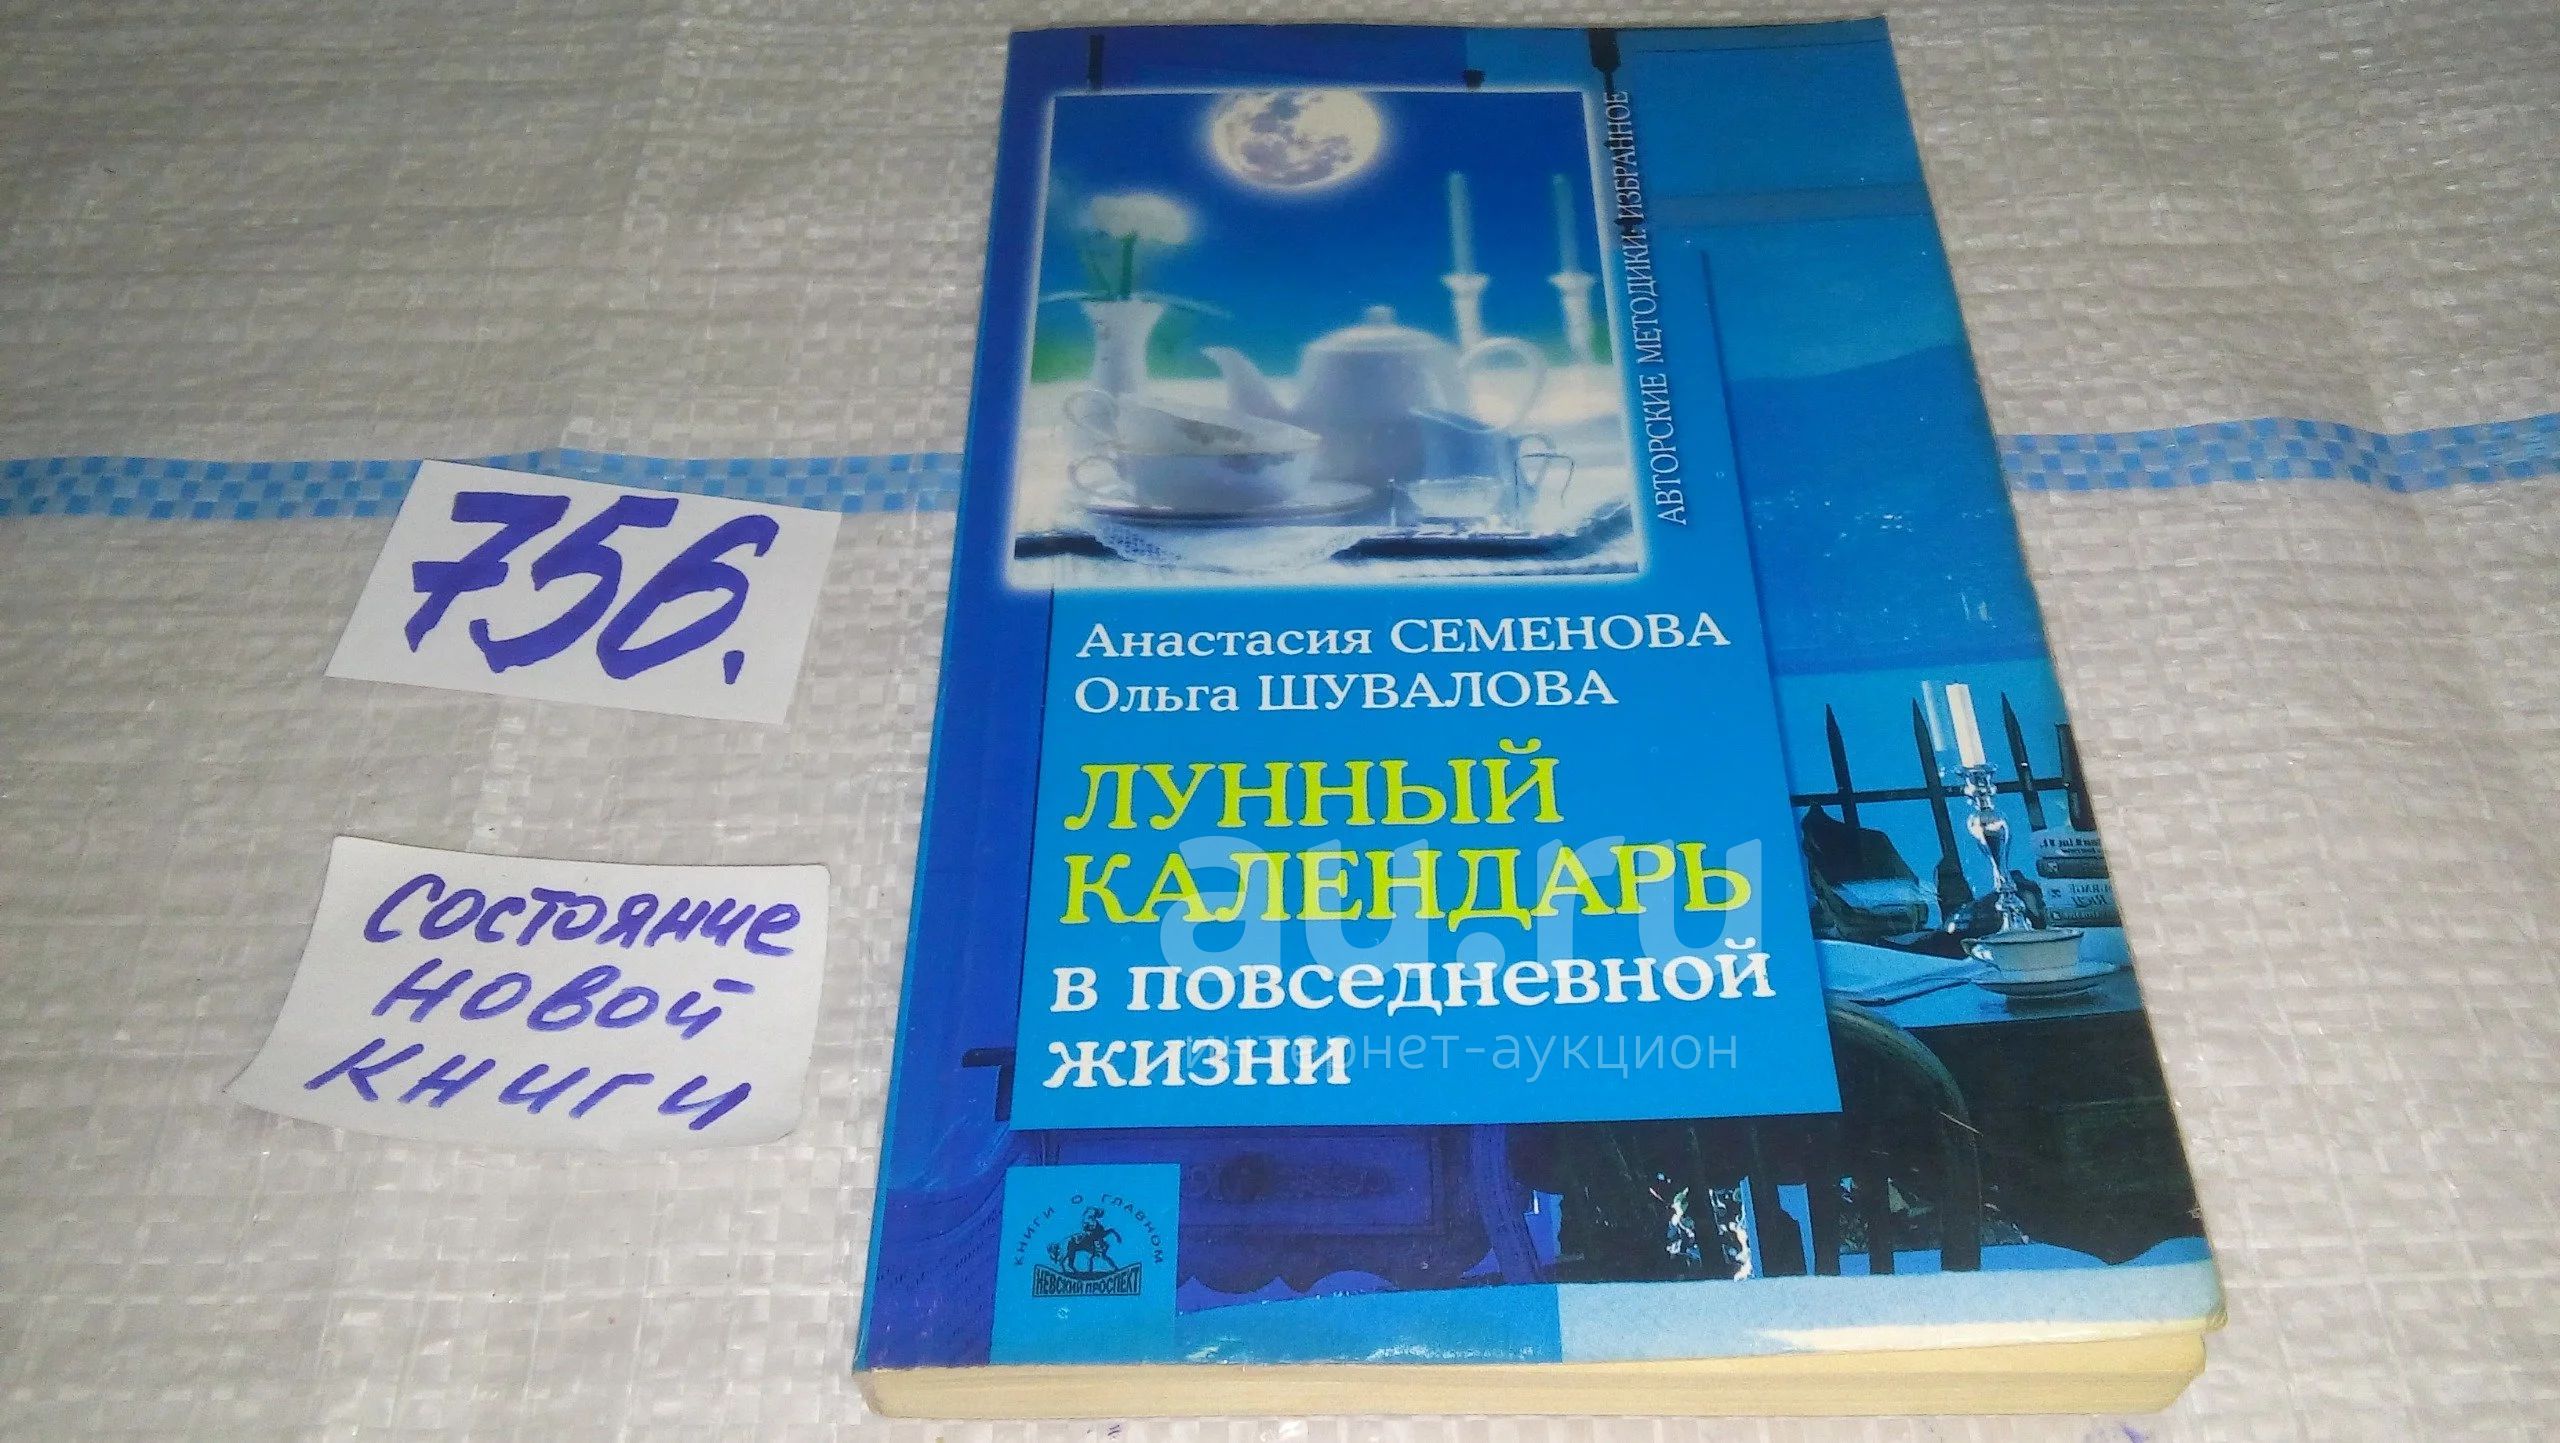 756.
состояние
новой
книги
АВТОРСКИЕ МЕТОДИКИ: ИЗБРАННОЕ
Анастасия СЕМЕНОВА
Ольга ШУВАЛОВА
ЛУННЫЙ
КАЛЕНДАРЬ
в повседневной
жизни
au.ru
интернет-аукцион
КНИГИ О ГЛАВНОМ
НЕВСКИЙ ПРОСПЕКТ